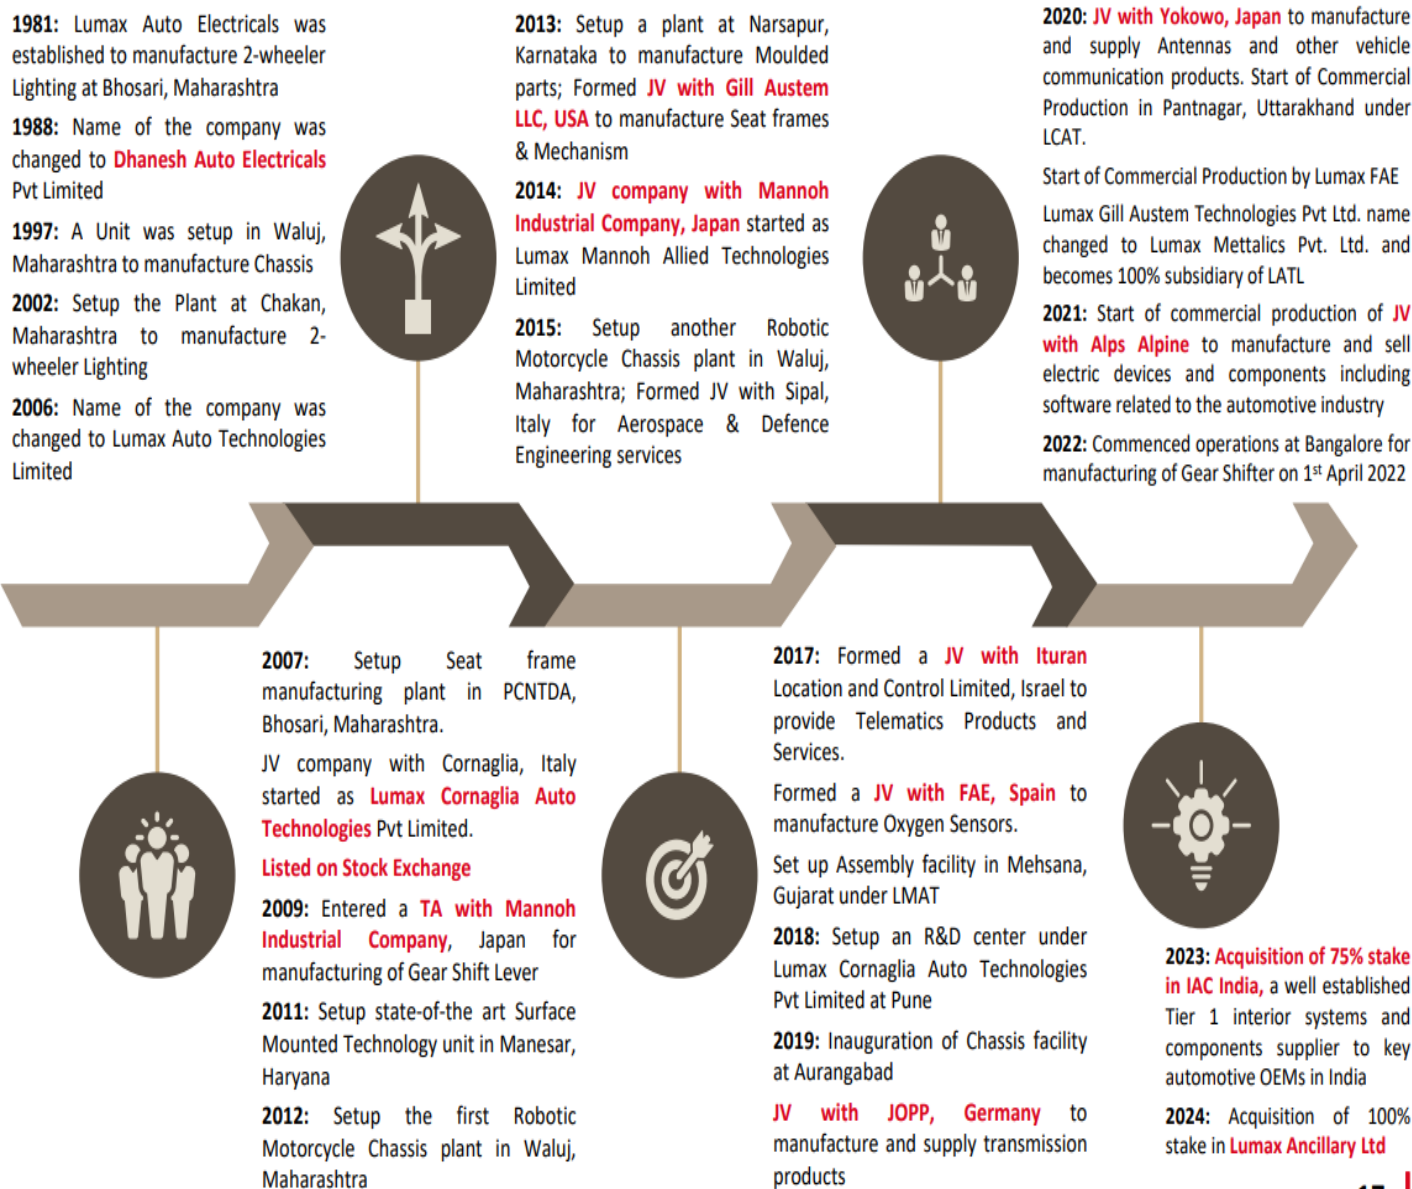 1981: Lumax Auto Electricals was
established to manufacture 2-wheeler
Lighting at Bhosari, Maharashtra
1988: Name of the company was
changed to Dhanesh Auto Electricals
Pvt Limited
1997: A Unit was setup in Waluj,
Maharashtra to manufacture Chassis
2002: Setup the Plant at Chakan,
Maharashtra to manufacture 2-
wheeler Lighting
2006: Name of the company was
changed to Lumax Auto Technologies
Limited
2007: Setup Seat frame
manufacturing plant in PCNTDA,
Bhosari, Maharashtra.
JV company with Cornaglia, Italy
started as Lumax Cornaglia Auto
Technologies Pvt Limited.
Listed on Stock Exchange
2009: Entered a TA with Mannoh
Industrial Company, Japan for
manufacturing of Gear Shift Lever
2011: Setup state-of-the art Surface
Mounted Technology unit in Manesar,
Haryana
2012: Setup the first Robotic
Motorcycle Chassis plant in Waluj,
Maharashtra
2013: Setup a plant at Narsapur,
Karnataka to manufacture Moulded
parts; Formed JV with Gill Austem
LLC, USA to manufacture Seat frames
& Mechanism
2014: JV company with Mannoh
Industrial Company, Japan started as
Lumax Mannoh Allied Technologies
Limited
2015: Setup another Robotic
Motorcycle Chassis plant in Waluj,
Maharashtra; Formed JV with Sipal,
Italy for Aerospace & Defence
Engineering services
2017: Formed a JV with Ituran
Location and Control Limited, Israel to
provide Telematics Products and
Services.
Formed a JV with FAE, Spain to
manufacture Oxygen Sensors.
Set up Assembly facility in Mehsana,
Gujarat under LMAT
2018: Setup an R&D center under
Lumax Cornaglia Auto Technologies
Pvt Limited at Pune
2019: Inauguration of Chassis facility
at Aurangabad
JV with JOPP, Germany to
manufacture and supply transmission
products
2020: JV with Yokowo, Japan to manufacture
and supply Antennas and other vehicle
communication products. Start of Commercial
Production in Pantnagar, Uttarakhand under
LCAT.
Start of Commercial Production by Lumax FAE
Lumax Gill Austem Technologies Pvt Ltd. name
changed to Lumax Mettalics Pvt. Ltd. and
becomes 100% subsidiary of LATL
2021: Start of commercial production of JV
with Alps Alpine to manufacture and sell
electric devices and components including
software related to the automotive industry
2022: Commenced operations at Bangalore for
manufacturing of Gear Shifter on 1st April 2022
2023: Acquisition of 75% stake
in IAC India, a well established
Tier 1 interior systems and
components supplier to key
automotive OEMs in India
2024: Acquisition of 100%
stake in Lumax Ancillary Ltd